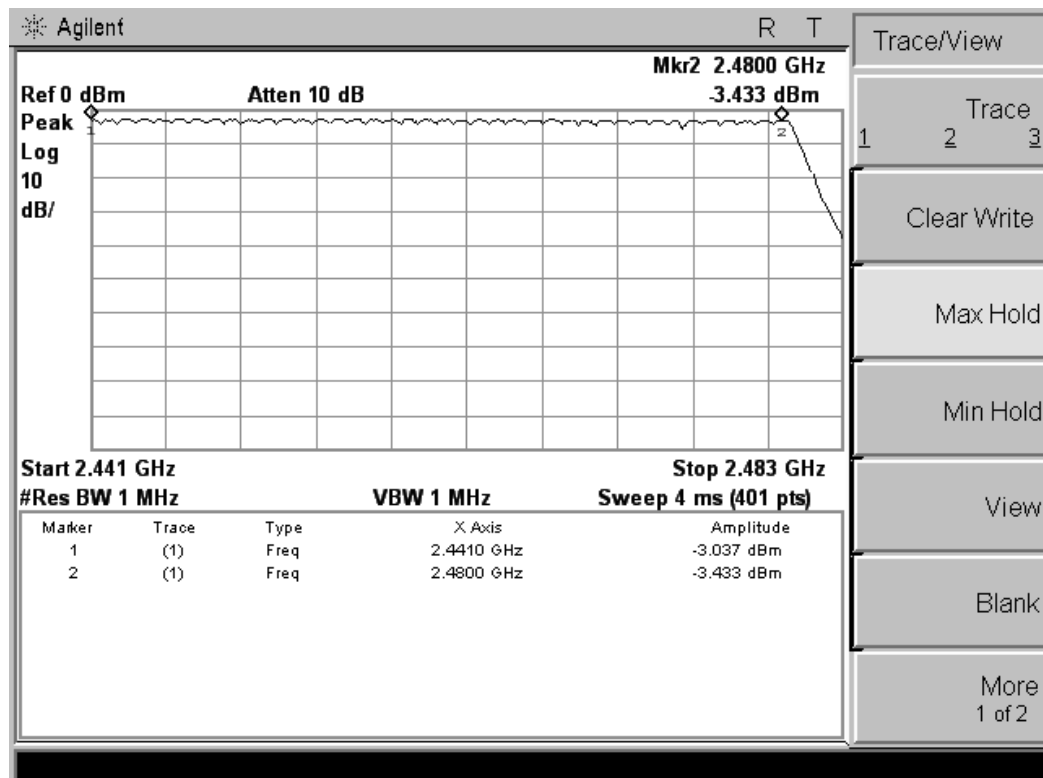 Agilent R T
Mkr2 2.4800 GHz
Ref 0 dBm Atten 10 dB -3.433 dBm
Peak
Log
10
dB/
1
2
Start 2.441 GHz Stop 2.483 GHz
#Res BW 1 MHz VBW 1 MHz Sweep 4 ms (401 pts)
Marker Trace Type X Axis Amplitude
1 (1) Freq 2.4410 GHz -3.037 dBm
2 (1) Freq 2.4800 GHz -3.433 dBm
Trace/View
Trace
1 2 3
Clear Write
Max Hold
Min Hold
View
Blank
More
1 of 2